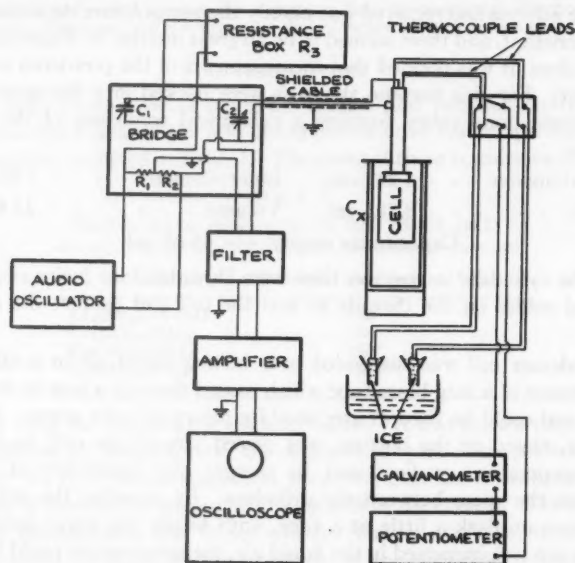 RESISTANCE
BOX R3
THERMOCOUPLE LEADS
SHIELDED
CABLE
C1
C2
BRIDGE
R1
R2
CX
CELL
FILTER
AUDIO
OSCILLATOR
AMPLIFIER
ICE
OSCILLOSCOPE
GALVANOMETER
POTENTIOMETER